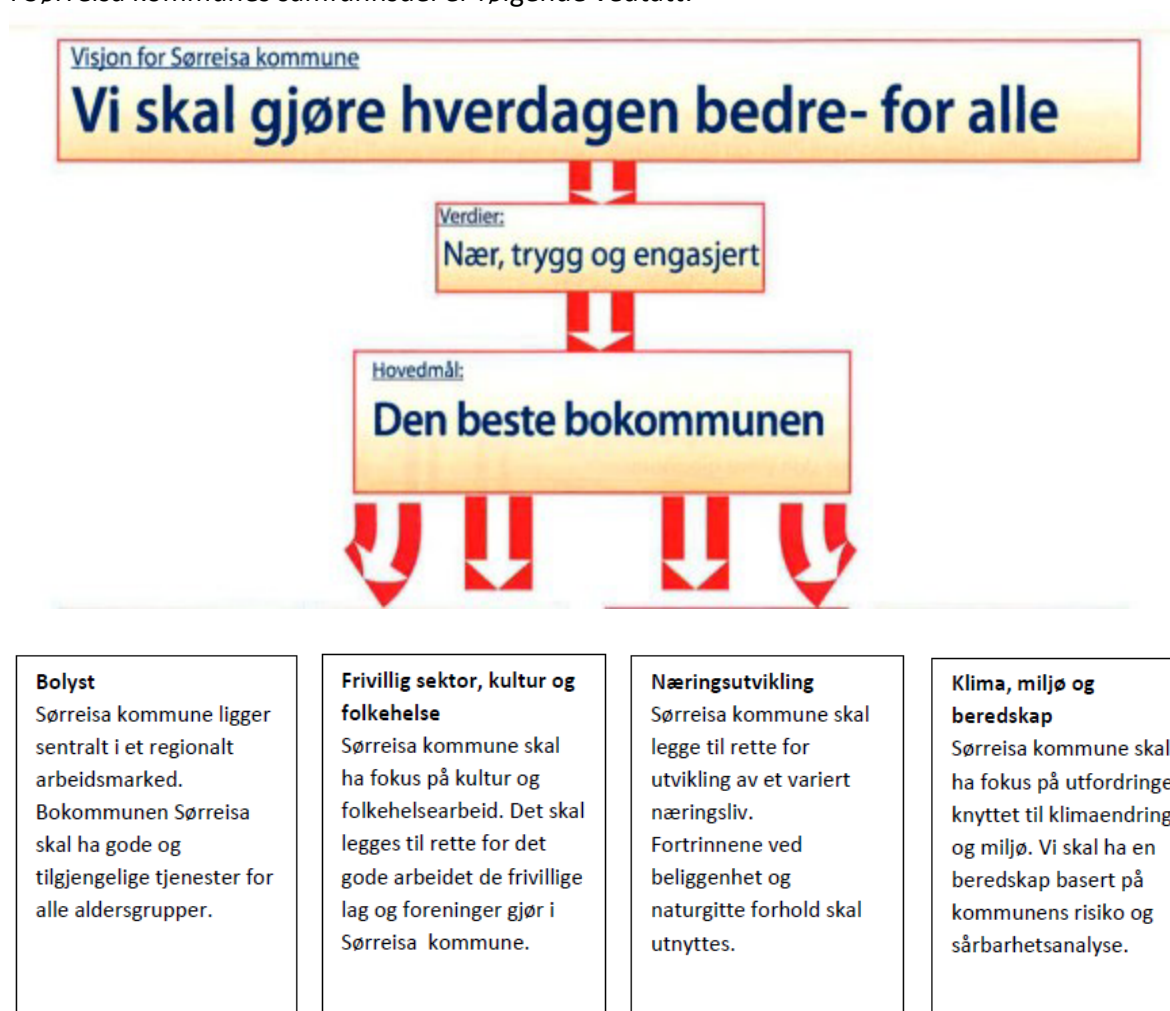 Visjon for Sørreisa kommune
Vi skal gjøre hverdagen bedre- for alle
Verdier:
Nær, trygg og engasjert
Hovedmål:
Den beste bokommunen
Bolyst
Sørreisa kommune ligger
sentralt i et regionalt
arbeidsmarked.
Bokommunen Sørreisa
skal ha gode og
tilgjengelige tjenester for
alle aldersgrupper.
Frivillig sektor, kultur og
folkehelse
Sørreisa kommune skal
ha fokus på kultur og
folkehelsearbeid. Det skal
legges til rette for det
gode arbeidet de frivillige
lag og foreninger gjør i
Sørreisa kommune.
Næringsutvikling
Sørreisa kommune skal
legge til rette for
utvikling av et variert
næringsliv.
Fortrinnene ved
beliggenhet og
naturgitte forhold skal
utnyttes.
Klima, miljø og
beredskap
Sørreisa kommune skal
ha fokus på utfordringe
knyttet til klimaendring
og miljø. Vi skal ha en
beredskap basert på
kommunens risiko og
sårbarhetsanalyse.